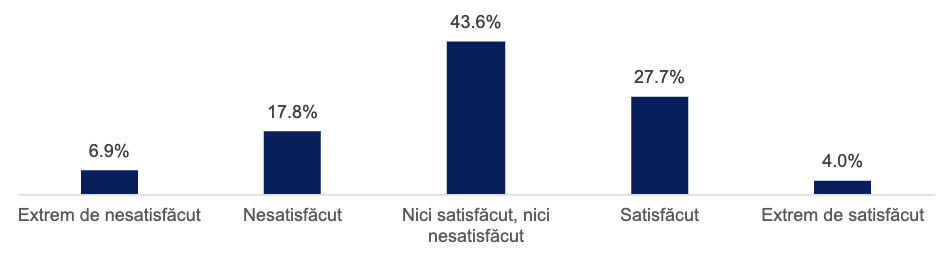 43.6%
27.7%
17.8%
6.9%
4.0%
Extrem de nesatisfăcut
Nesatisfăcut
Nici satisfăcut, nici
nesatisfăcut
Satisfăcut
Extrem de satisfăcut